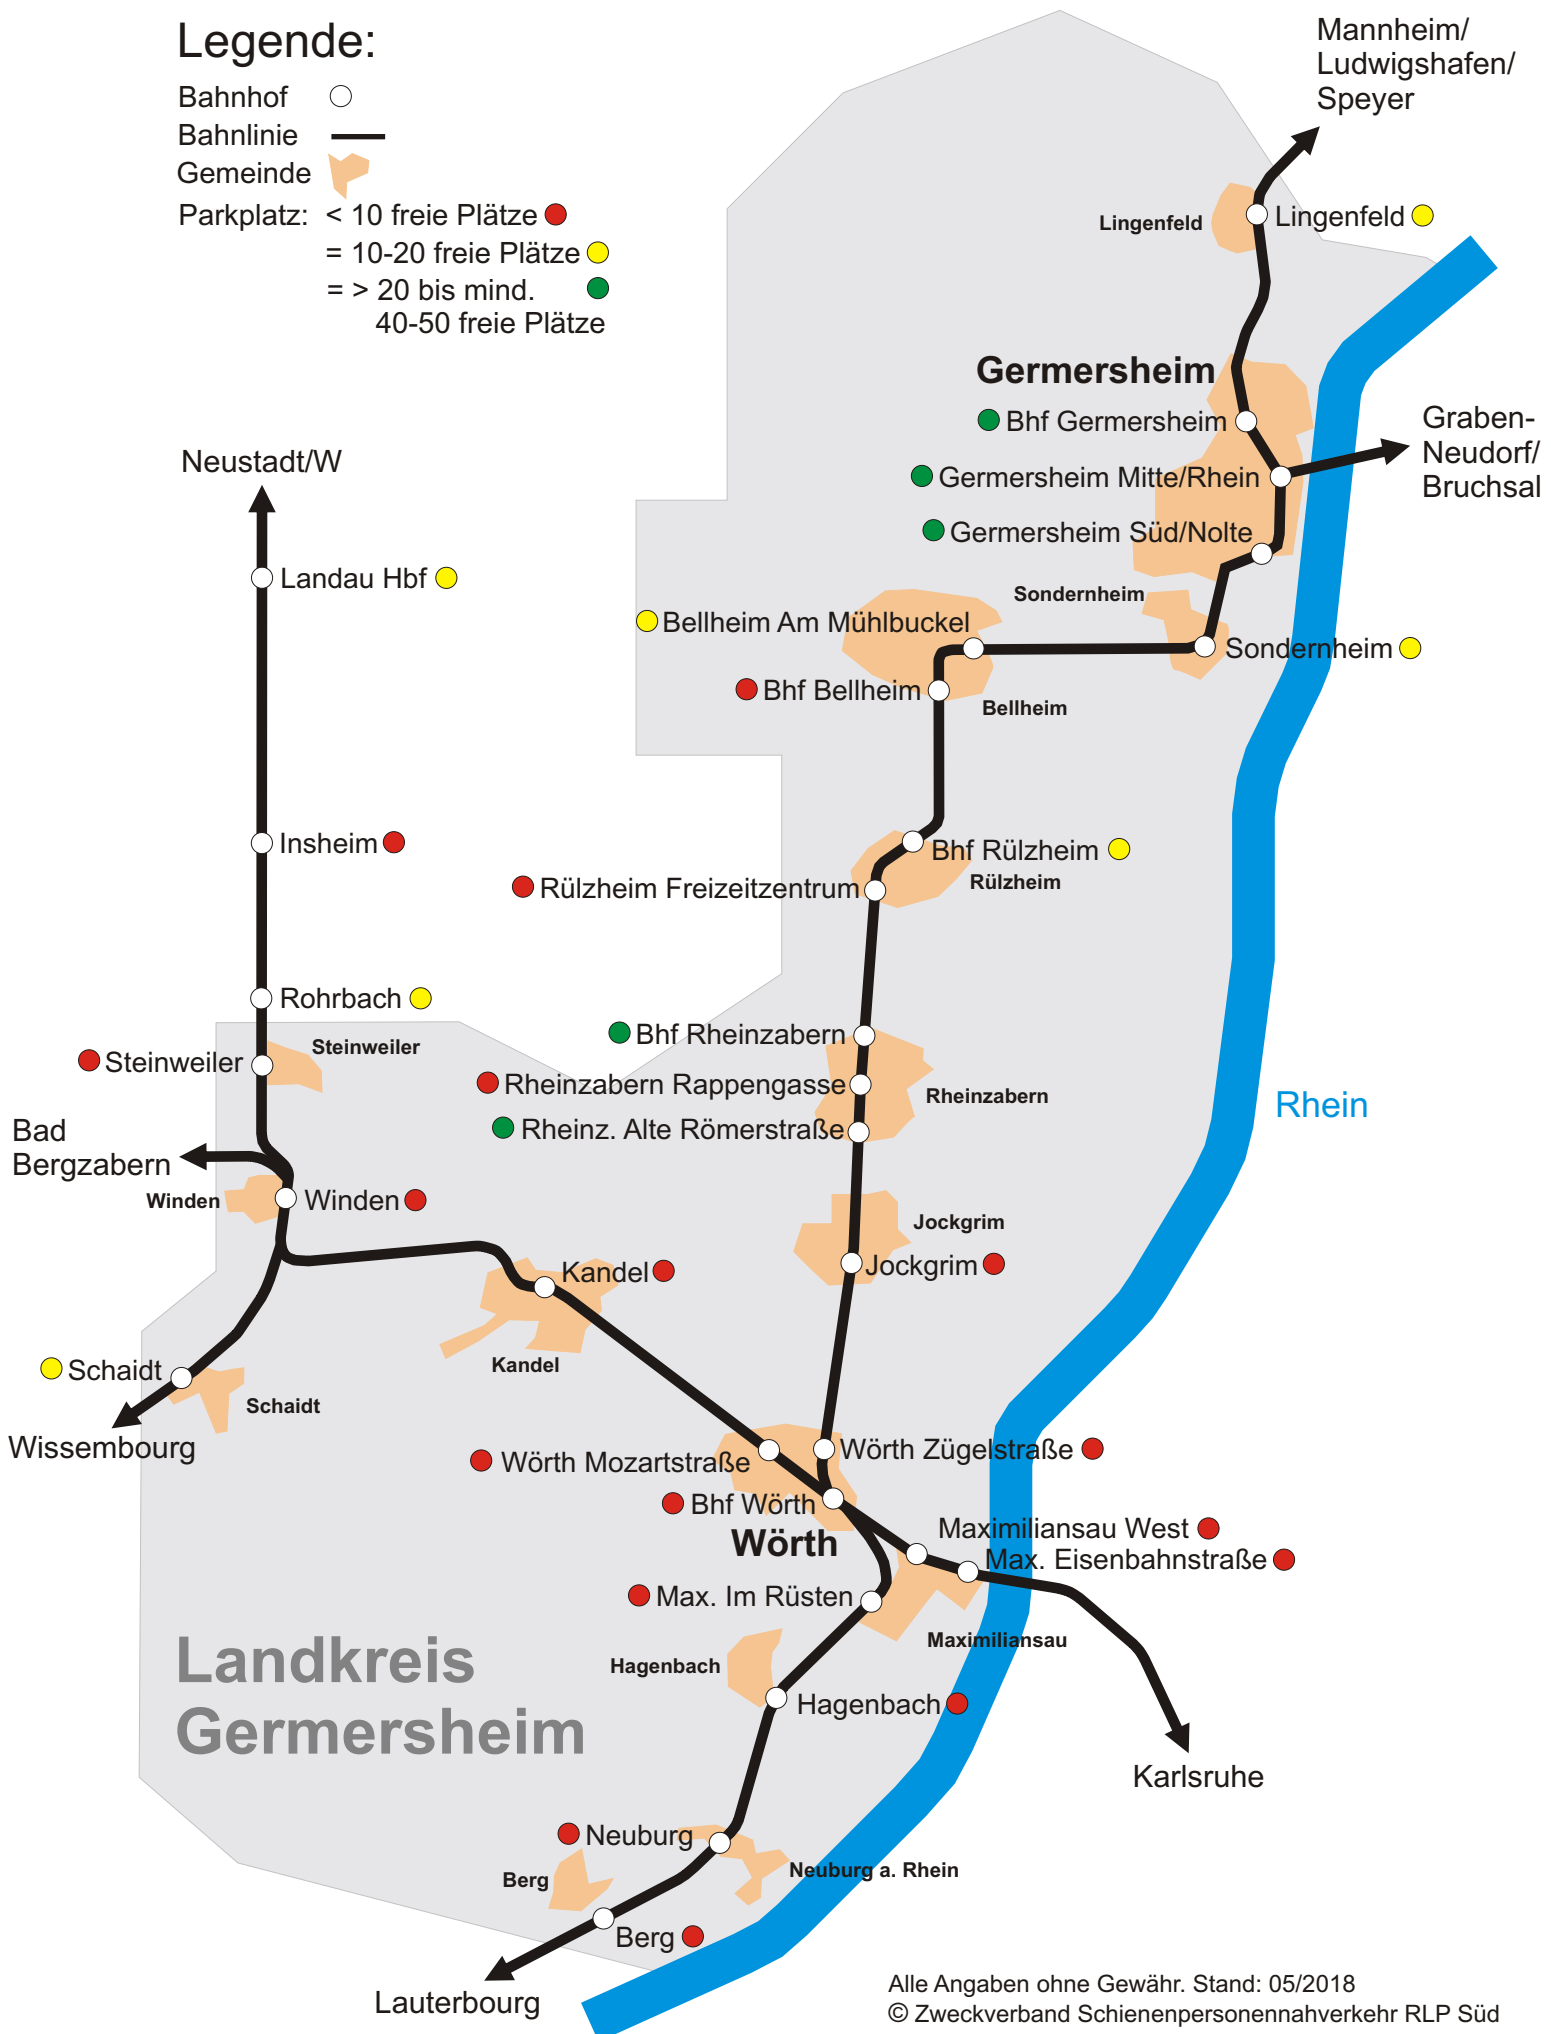 Legende:
Bahnhof
Bahnlinie
Gemeinde
Parkplatz: < 10 freie Plätze
= 10-20 freie Plätze
= > 20 bis mind.
40-50 freie Plätze
Mannheim/
Ludwigshafen/
Speyer
Lingenfeld
Lingenfeld
Germersheim
Bhf Germersheim
Graben-
Neudorf/
Bruchsal
Germersheim Mitte/Rhein
Germersheim Süd/Nolte
Neustadt/W
Landau Hbf
Sondernheim
Bellheim Am Mühlbuckel
Sondernheim
Bhf Bellheim
Bellheim
Insheim
Bhf Rülzheim
Rülzheim
Rülzheim Freizeitzentrum
Rohrbach
Steinweiler
Steinweiler
Bhf Rheinzabern
Rheinzabern Rappengasse
Rheinzabern
Rheinz. Alte Römerstraße
Rhein
Bad
Bergzabern
Winden
Winden
Jockgrim
Jockgrim
Kandel
Kandel
Schaidt
Schaidt
Wissembourg
Wörth Mozartstraße
Wörth Zügelstraße
Bhf Wörth
Wörth
Maximiliansau West
Max. Eisenbahnstraße
Max. Im Rüsten
Maximiliansau
Hagenbach
Hagenbach
Landkreis
Germersheim
Karlsruhe
Neuburg
Neuburg a. Rhein
Berg
Berg
Lauterbourg
Alle Angaben ohne Gewähr. Stand: 05/2018
© Zweckverband Schienenpersonennahverkehr RLP Süd